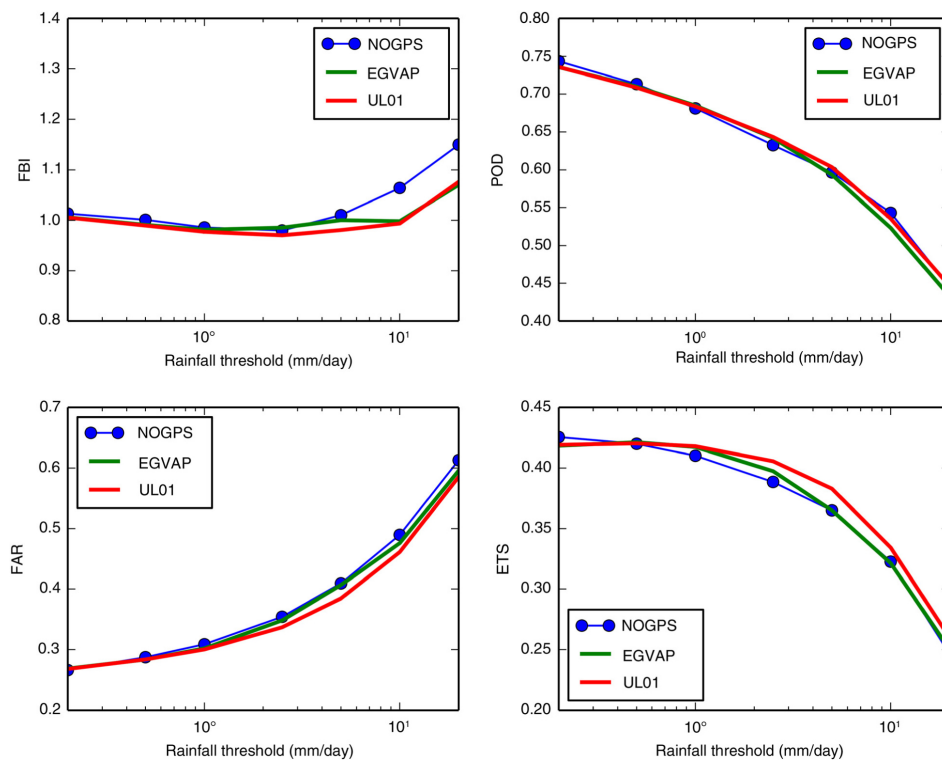 1.4
1.3
1.2
1.1
1.0
0.9
0.8
FBI
NOGPS
EGVAP
UL01
10°
10¹
Rainfall threshold (mm/day)
0.80
0.75
0.70
0.65
0.60
0.55
0.50
0.45
0.40
POD
NOGPS
EGVAP
UL01
10⁰
10¹
Rainfall threshold (mm/day)
0.7
0.6
0.5
0.4
0.3
0.2
FAR
NOGPS
EGVAP
UL01
10°
10¹
Rainfall threshold (mm/day)
0.45
0.40
0.35
0.30
0.25
0.20
ETS
NOGPS
EGVAP
UL01
10°
10¹
Rainfall threshold (mm/day)